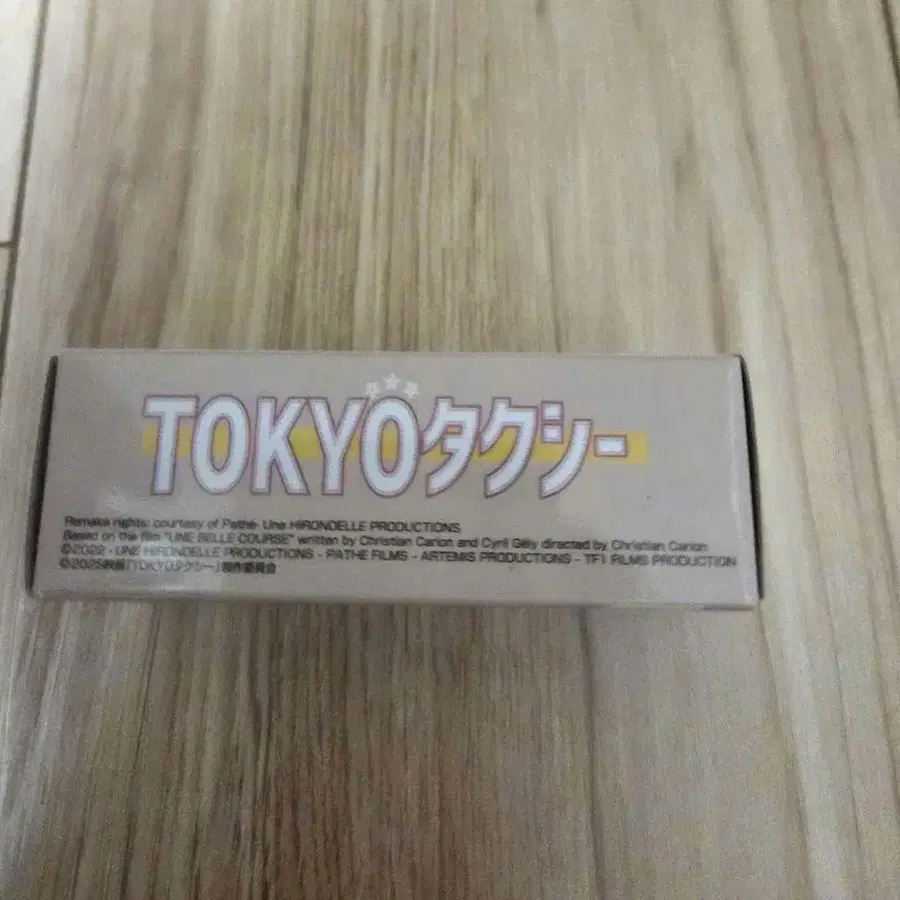 TOKYOタクシー
Remake rights: courtesy of Pathé- Une HIRONDELLE PRODUCTIONS
Based on the film "UNE BELLE COURSE" written by Christian Carion and Cyril Gély directed by Christian Carion
©2022 - UNE HIRONDELLE PRODUCTIONS - PATHE FILMS - ARTEMIS PRODUCTIONS - TF1 FILMS PRODUCTION
©2025映画「TOKYOタクシー」製作委員会